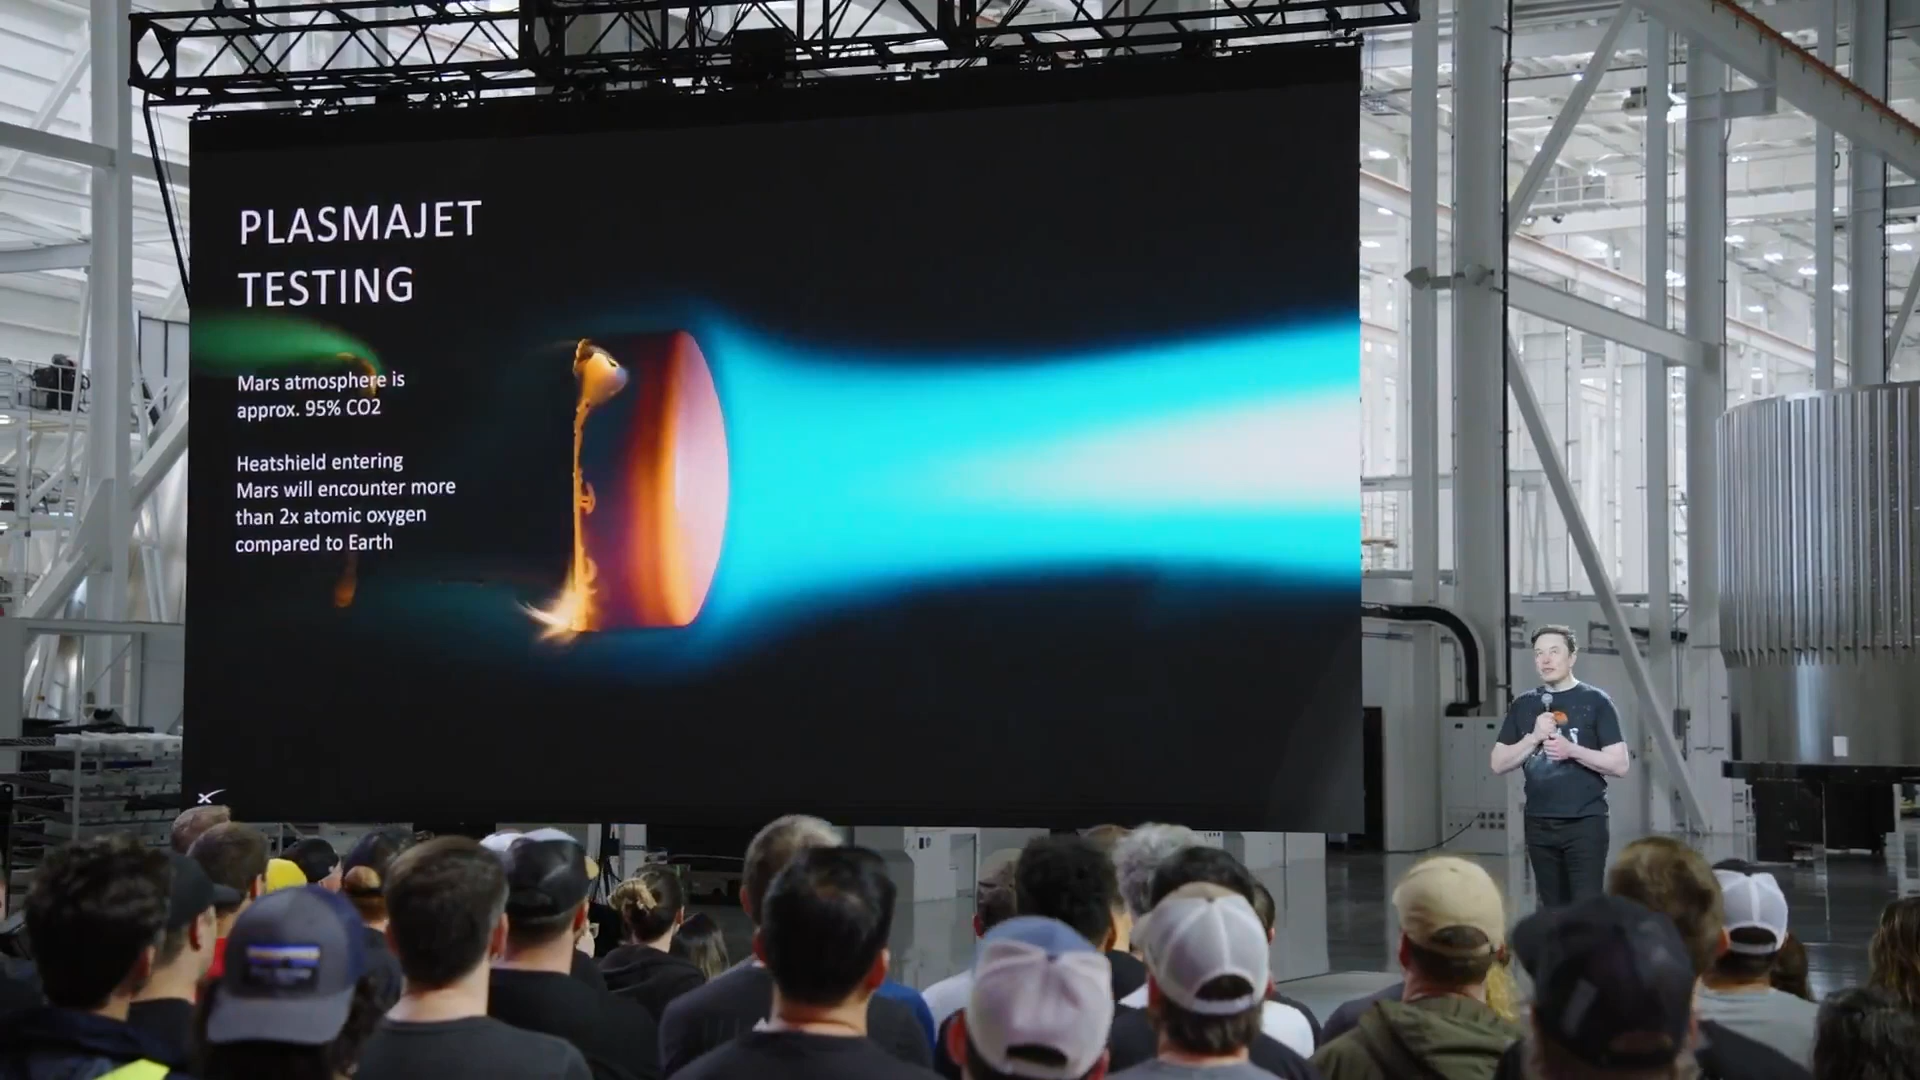 PLASMAJET
TESTING
Mars atmosphere is
approx. 95% CO2
Heatshield entering
Mars will encounter more
than 2x atomic oxygen
compared to Earth